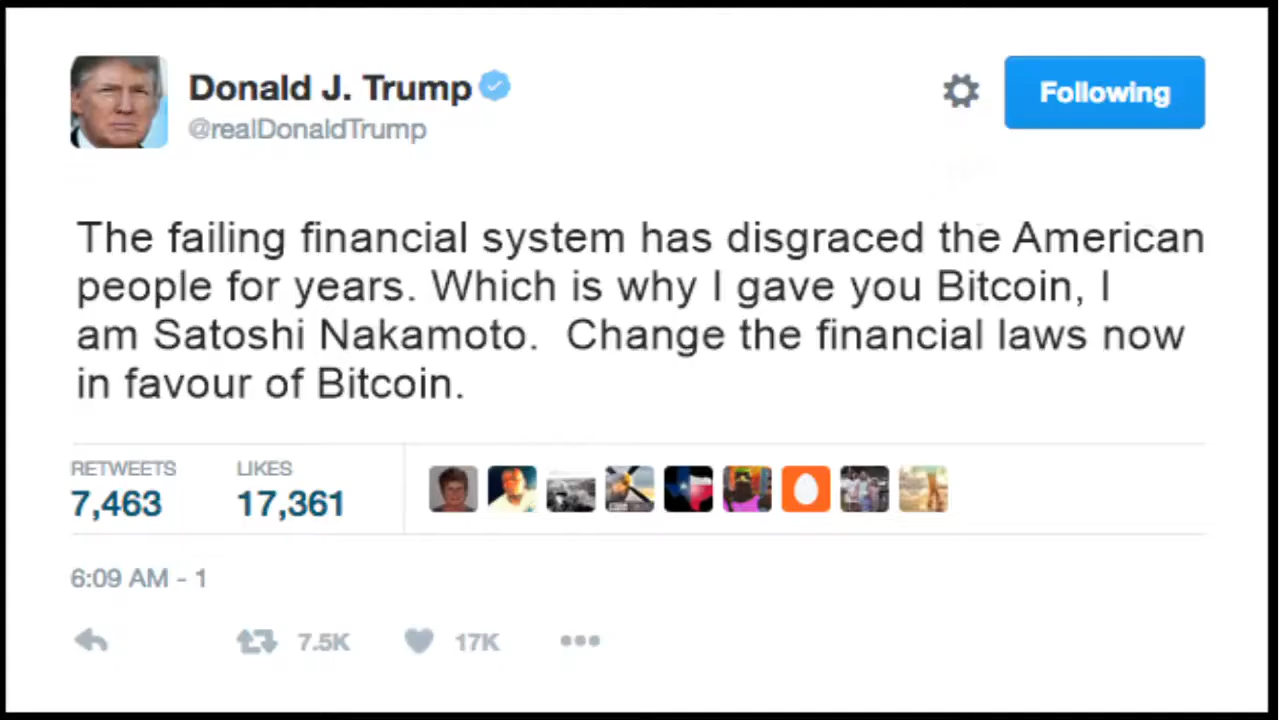 Donald J. Trump
@realDonaldTrump
Following
The failing financial system has disgraced the American
people for years. Which is why I gave you Bitcoin, I
am Satoshi Nakamoto.  Change the financial laws now
in favour of Bitcoin.
RETWEETS LIKES
7,463 17,361
6:09 AM - 1
7.5K 17K